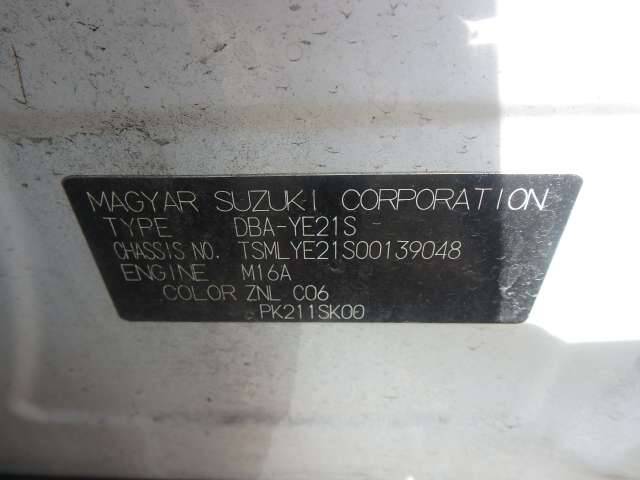 MAGYAR SUZUKI CORPORATION
TYPE DBA-YE21S
CHASSIS NO. TSMLYE21S00139048
ENGINE M16A
COLOR ZNL C06
PK211SK00